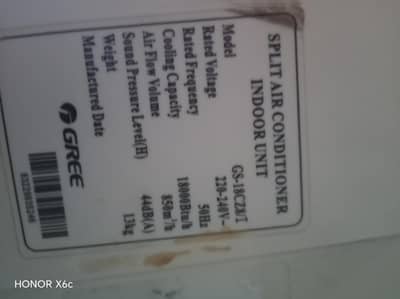 SPLIT AIR CONDITIONER
INDOOR UNIT
Model GS-18CZ8/I
Rated Voltage 220-240V~
Rated Frequency 50Hz
Cooling Capacity 18000Btu/h
Air Flow Volume 850m³/h
Sound Pressure Level(H) 44dB(A)
Weight 13kg
Manufactured Date
GREE
HONOR X6c